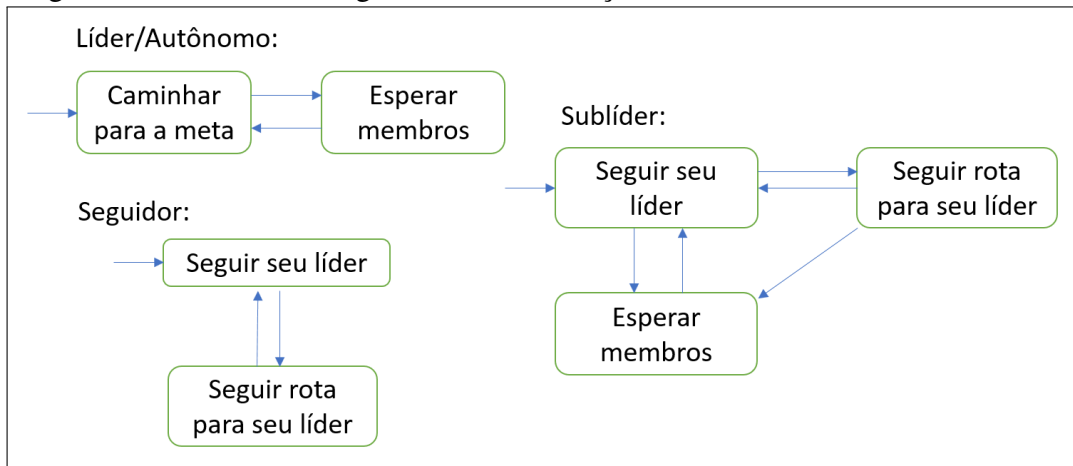 Líder/Autônomo:
Caminhar
para a meta
Esperar
membros
Seguidor:
Seguir seu líder
Seguir rota
para seu líder
Sublíder:
Seguir seu
líder
Seguir rota
para seu líder
Esperar
membros